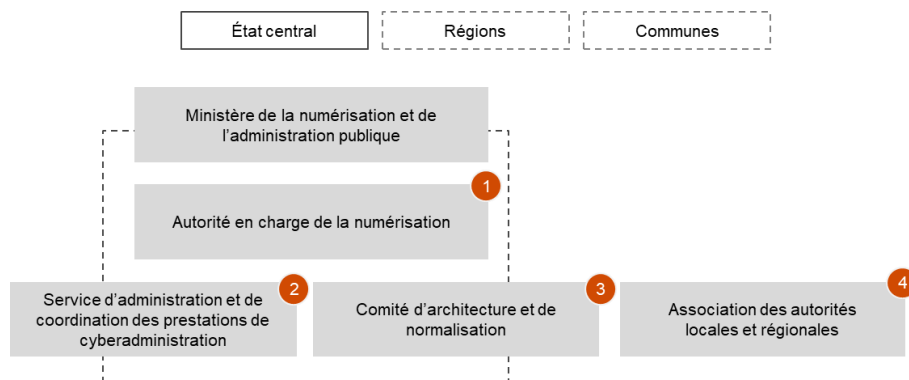 État central
Régions
Communes
Ministère de la numérisation et de
l'administration publique
1
Autorité en charge de la numérisation
2
Service d'administration et de
coordination des prestations de
cyberadministration
3
Comité d'architecture et de
normalisation
4
Association des autorités
locales et régionales